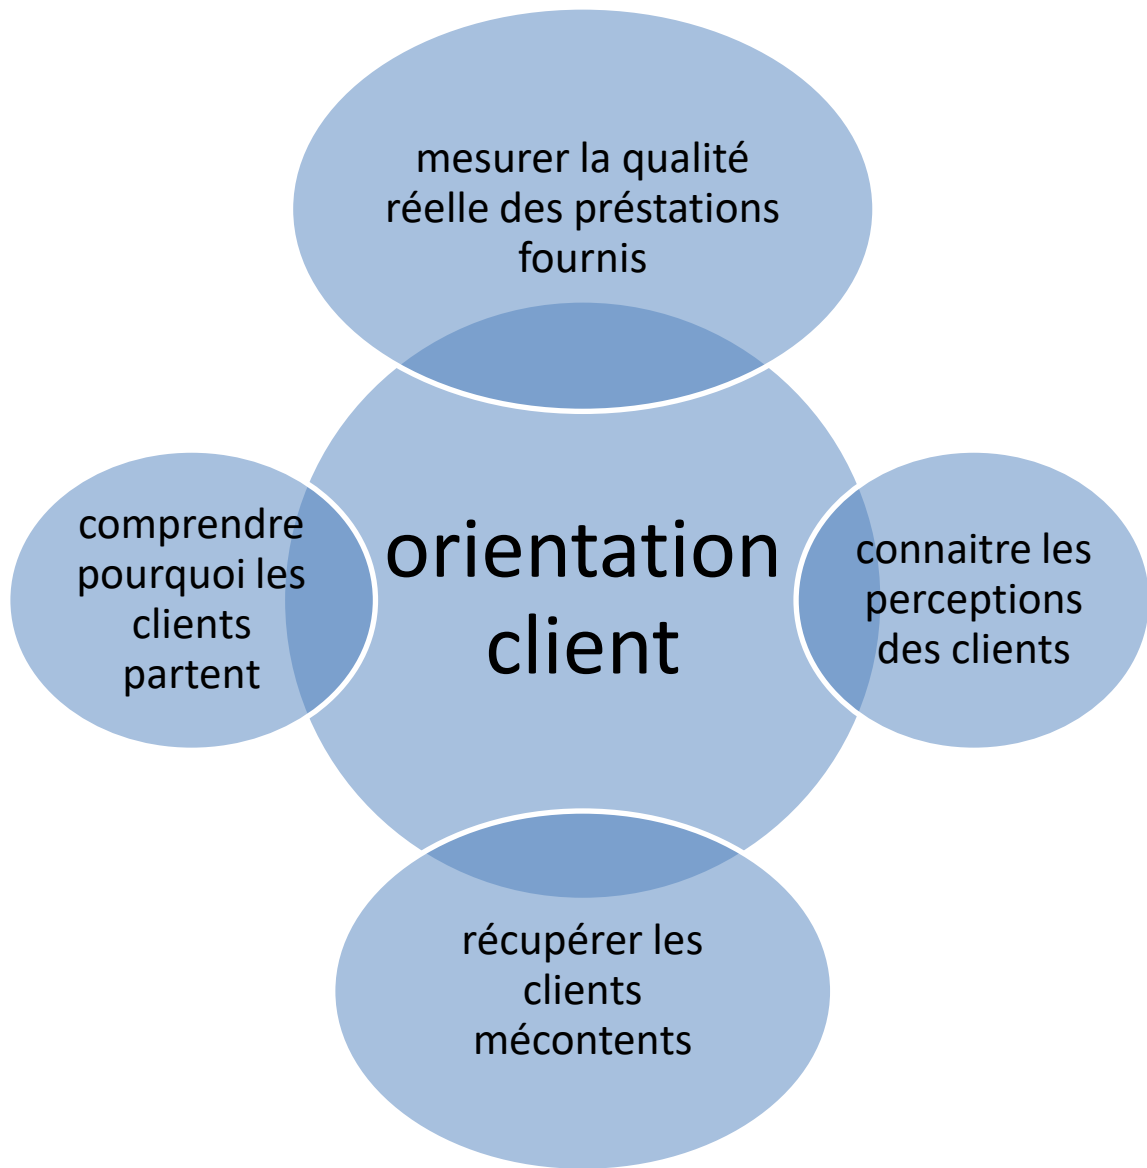 mesurer la qualité
réelle des préstations
fournis
comprendre
pourquoi les
clients
partent
orientation
client
connaitre les
perceptions
des clients
récupérer les
clients
mécontents